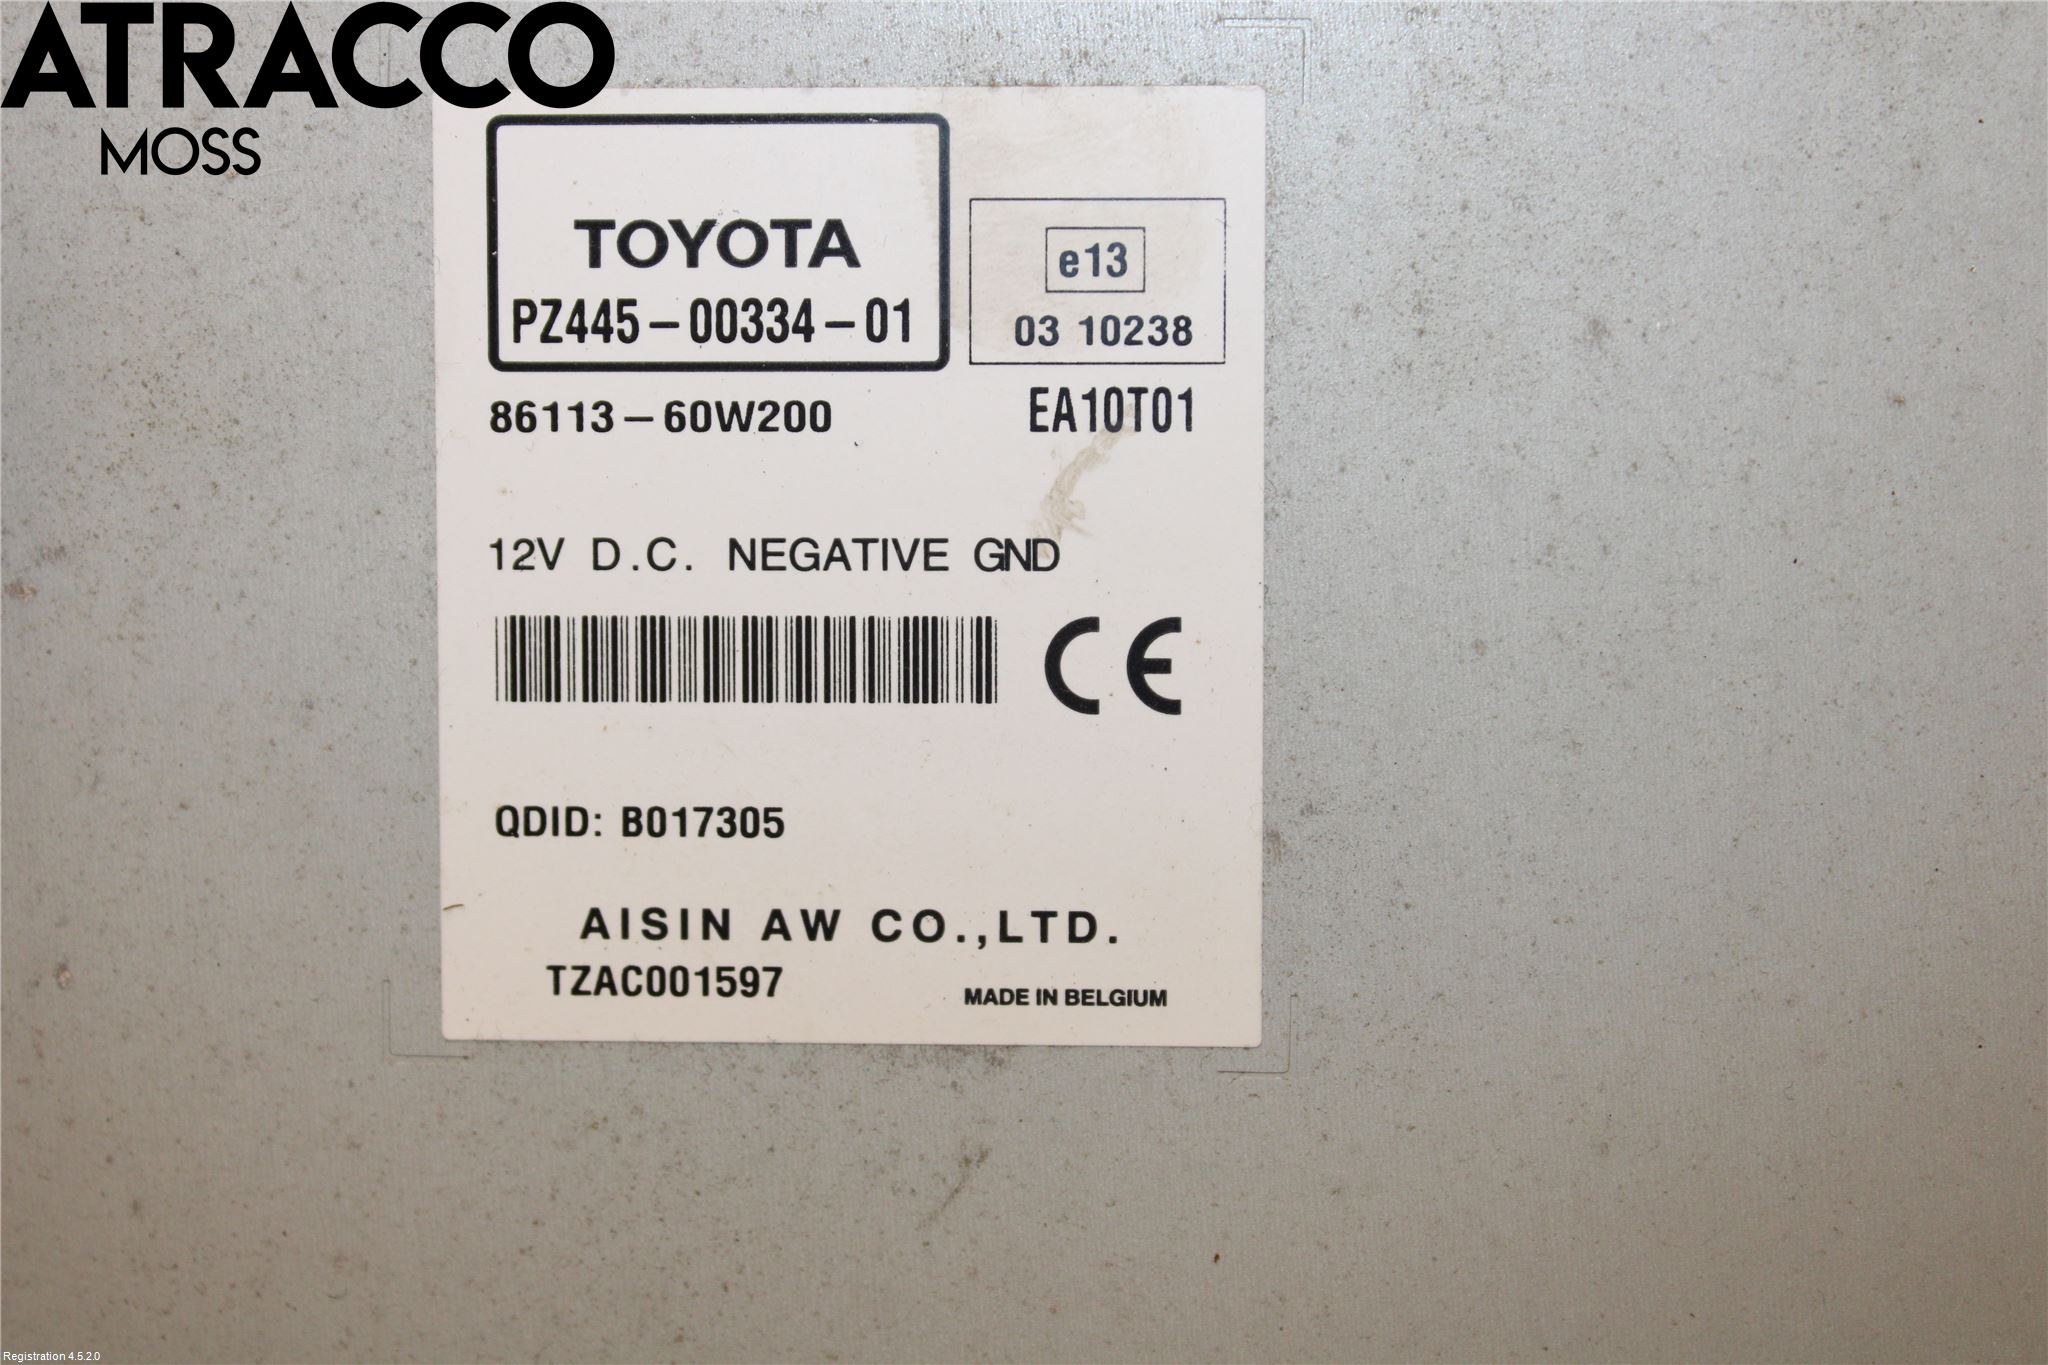 ATRACCO
MOSS
TOYOTA
PZ445-00334-01
e13
03 10238
86113-60W200
EA10T01
12V D.C. NEGATIVE GND
CE
QDID: B017305
AISIN AW CO.,LTD.
TZAC001597
MADE IN BELGIUM
Registration 4.5.2.0